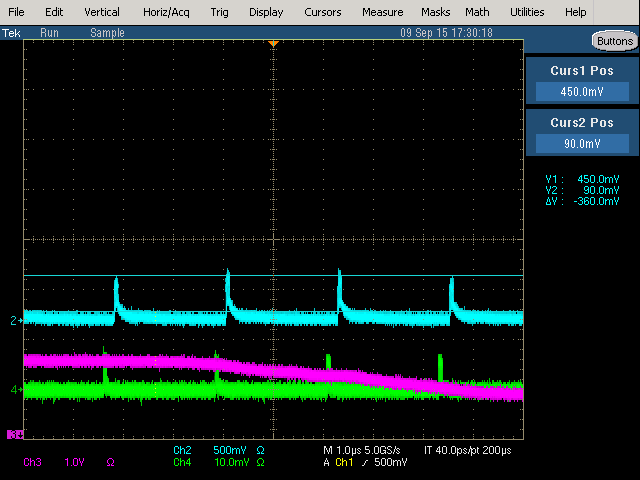 File Edit Vertical Horiz/Acq Trig Display Cursors Measure Masks Math Utilities Help
Tek Run Sample 09 Sep 15 17:30:18 Buttons
Curs1 Pos
450.0mV
Curs2 Pos
90.0mV
V1 : 450.0mV
V2 : 90.0mV
ΔV : -360.0mV
2
4
Ch2 500mV Ω M 1.0µs 5.0GS/s IT 40.0ps/pt 200µs
Ch3 1.0V Ω Ch4 10.0mV Ω A Ch1 ∕ 500mV